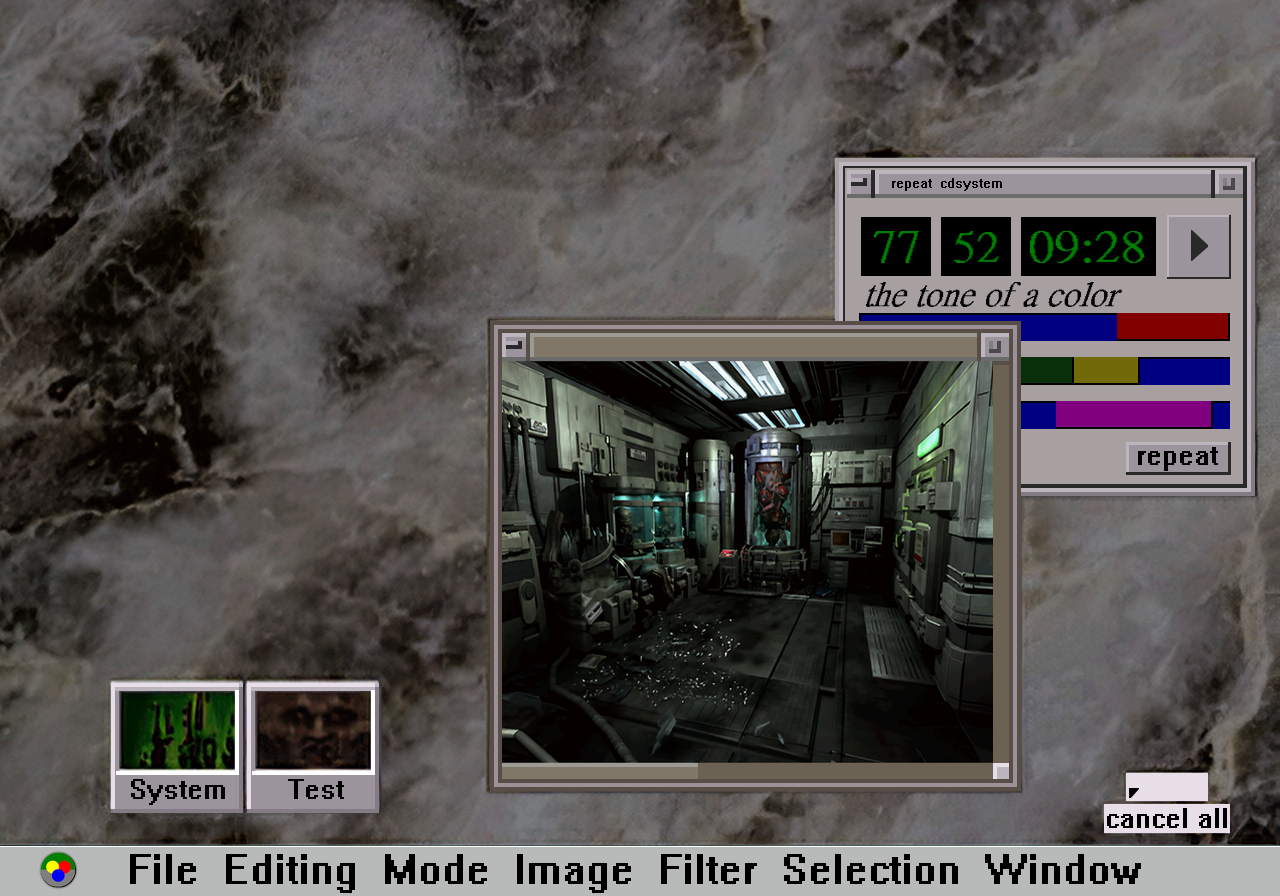 repeat cdsystem
77 52 09:28
the tone of a color
repeat
System Test
cancel all
File Editing Mode Image Filter Selection Window